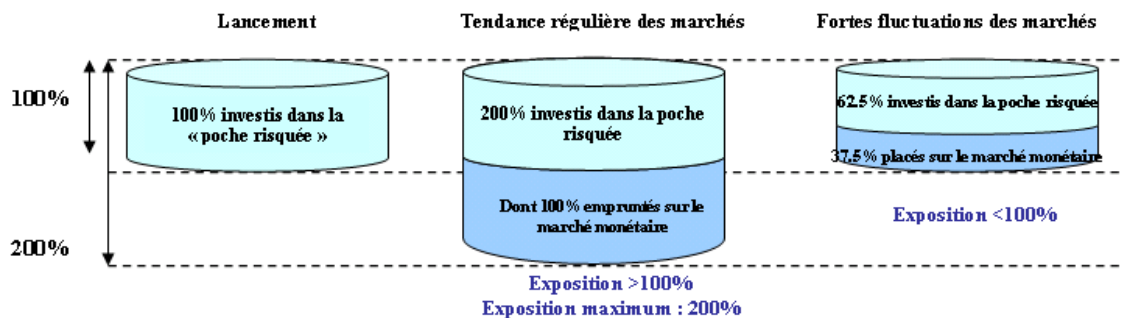 Lancement
Tendance régulière des marchés
Fortes fluctuations des marchés
100%
100% investis dans la
« poche risquée »
200% investis dans la poche
risquée
62.5% investis dans la poche risquée
37.5% placés sur le marché monétaire
Dont 100% empruntés sur le
marché monétaire
Exposition <100%
200%
Exposition >100%
Exposition maximum : 200%